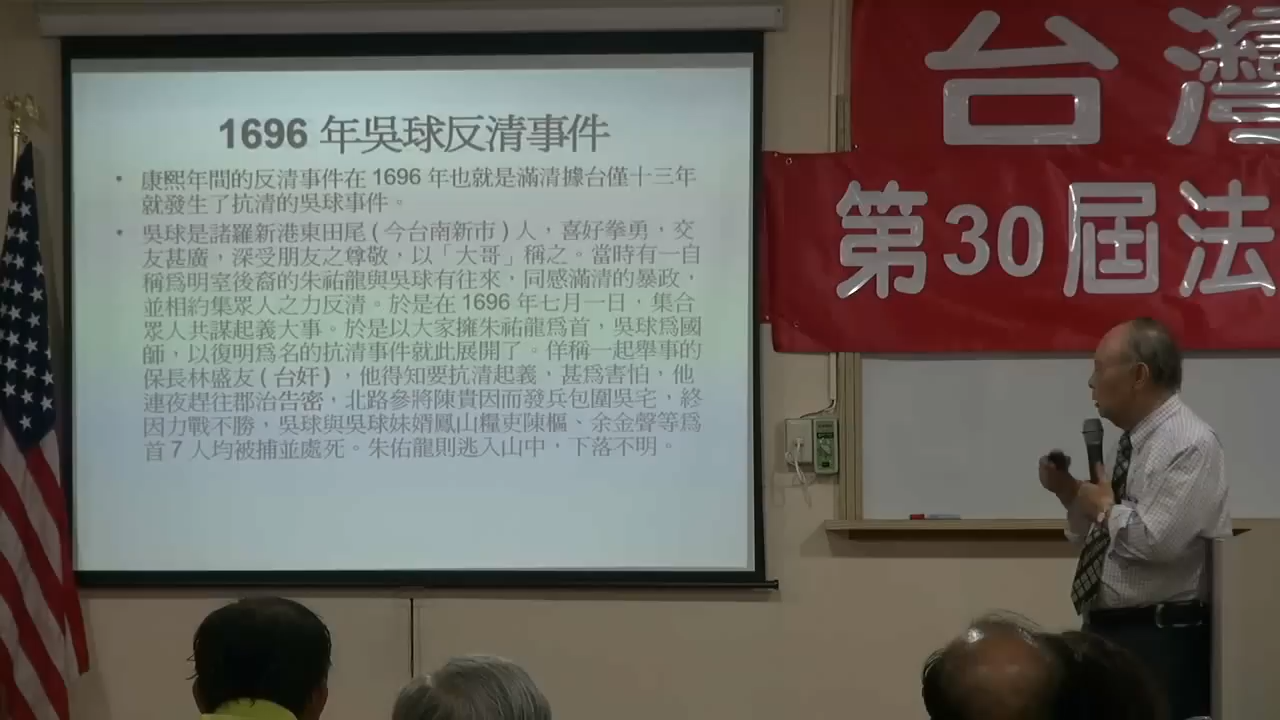 1696 年吳球反清事件
• 康熙年間的反清事件在 1696 年也就是滿清據台僅十三年
就發生了抗清的吳球事件。
• 吳球是諸羅新港東田尾 ( 今台南新市 ) 人，喜好拳勇，交
友甚廣，深受朋友之尊敬，以「大哥」稱之。當時有一自
稱爲明室後裔的朱祐龍與吳球有往來，同感滿清的暴政，
並相約集眾人之力反清。於是在 1696 年七月一日，集合
眾人共謀起義大事。於是以大家擁朱祐龍爲首，吳球爲國
師，以復明爲名的抗清事件就此展開了。佯稱一起舉事的
保長林盛友 ( 台奸 ) ，他得知要抗清起義，甚爲害怕，他
連夜趕往郡治告密，北路參將陳貴因而發兵包圍吳宅，終
因力戰不勝，吳球與吳球妹婿鳳山糧吏陳樞、余金聲等爲
首 7 人均被捕並處死。朱佑龍則逃入山中，下落不明。
台灣
第30屆法